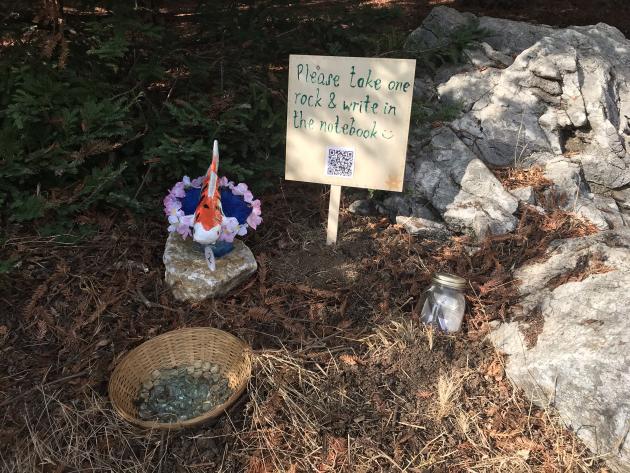 Please take one
rock & write in
the notebook ☺